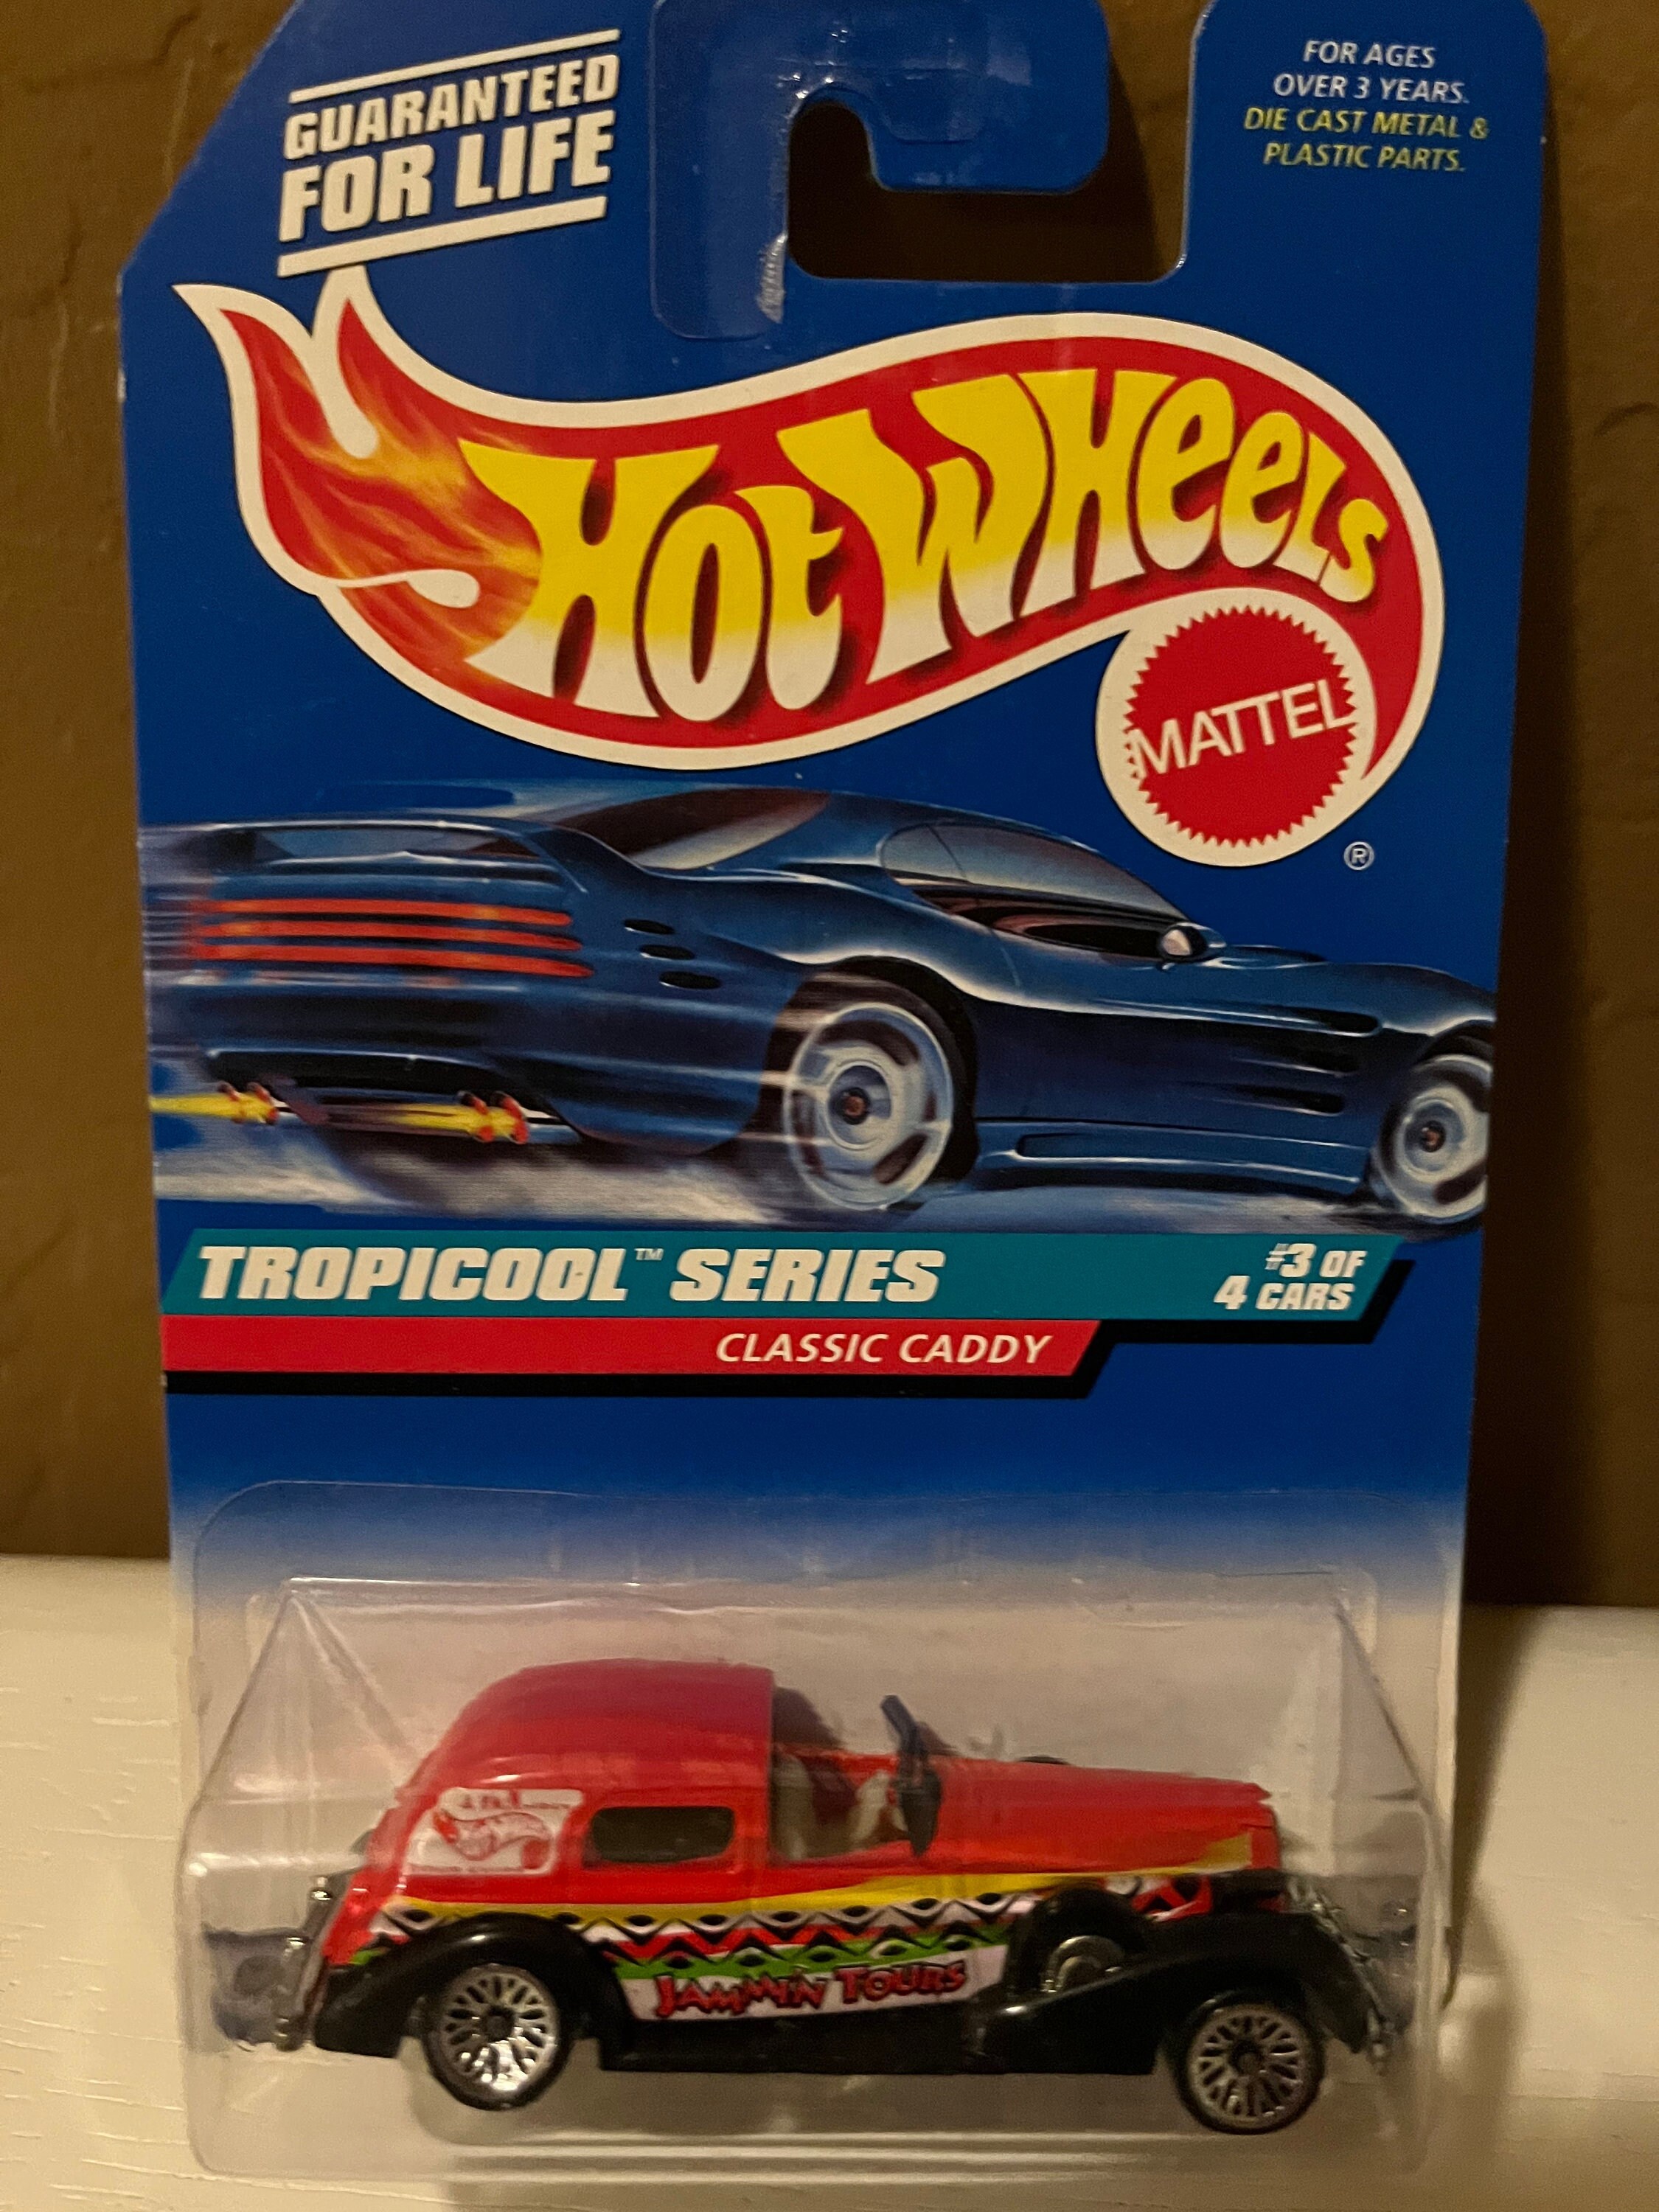 GUARANTEED
FOR LIFE
FOR AGES
OVER 3 YEARS.
DIE CAST METAL &
PLASTIC PARTS.
HOT WHEELS
MATTEL
®
TROPICOOL™ SERIES
#3 OF
4 CARS
CLASSIC CADDY
JAMMIN TOURS